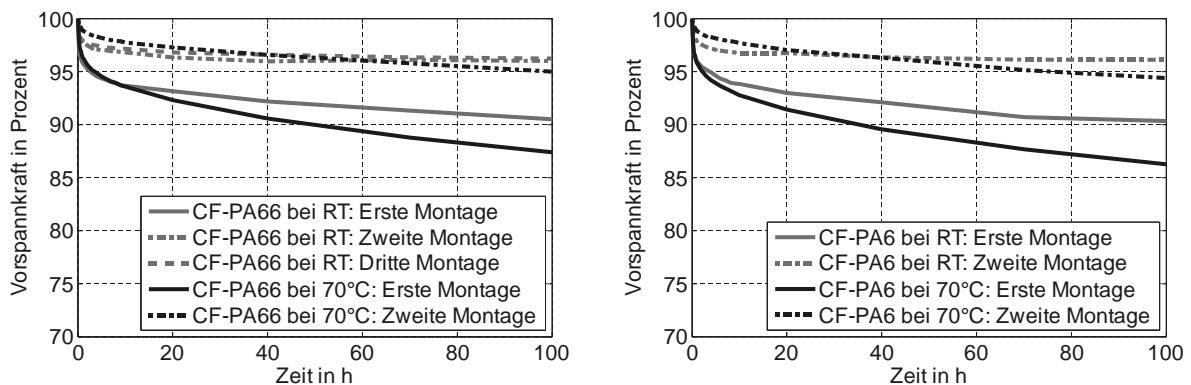 Vorspannkraft in Prozent
100
95
90
85
80
75
70
0
20
40
60
80
100
Zeit in h
CF-PA66 bei RT: Erste Montage
CF-PA66 bei RT: Zweite Montage
CF-PA66 bei RT: Dritte Montage
CF-PA66 bei 70°C: Erste Montage
CF-PA66 bei 70°C: Zweite Montage
Vorspannkraft in Prozent
100
95
90
85
80
75
70
0
20
40
60
80
100
Zeit in h
CF-PA6 bei RT: Erste Montage
CF-PA6 bei RT: Zweite Montage
CF-PA6 bei 70°C: Erste Montage
CF-PA6 bei 70°C: Zweite Montage